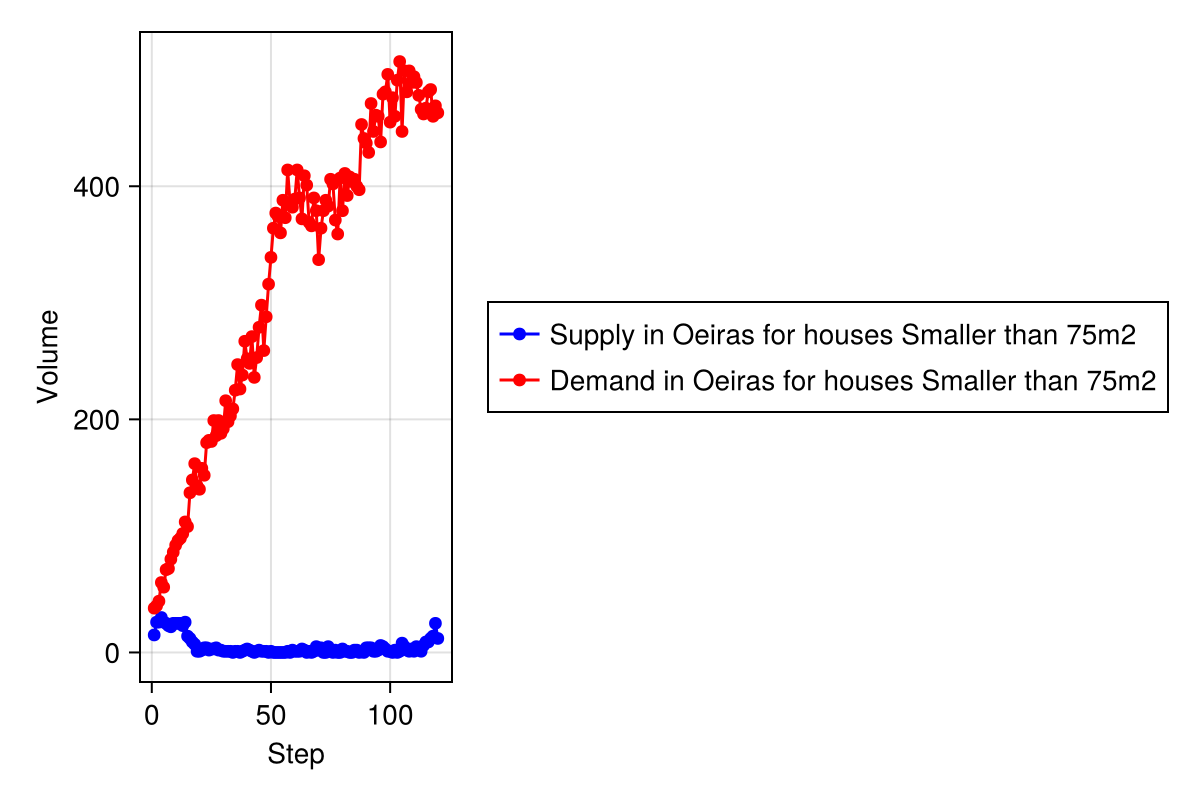 Volume
400
200
0
0 50 100
Step
Supply in Oeiras for houses Smaller than 75m2
Demand in Oeiras for houses Smaller than 75m2